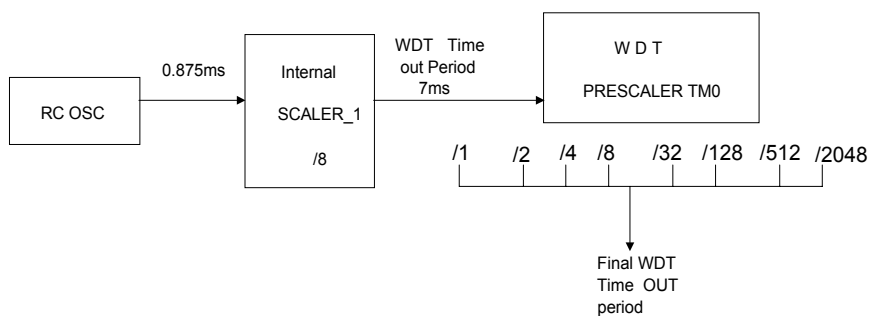 RC OSC
0.875ms
Internal
SCALER_1
/8
WDT Time
out Period
7ms
W D T
PRESCALER TM0
/1 /2 /4 /8 /32 /128 /512 /2048
Final WDT
Time OUT
period